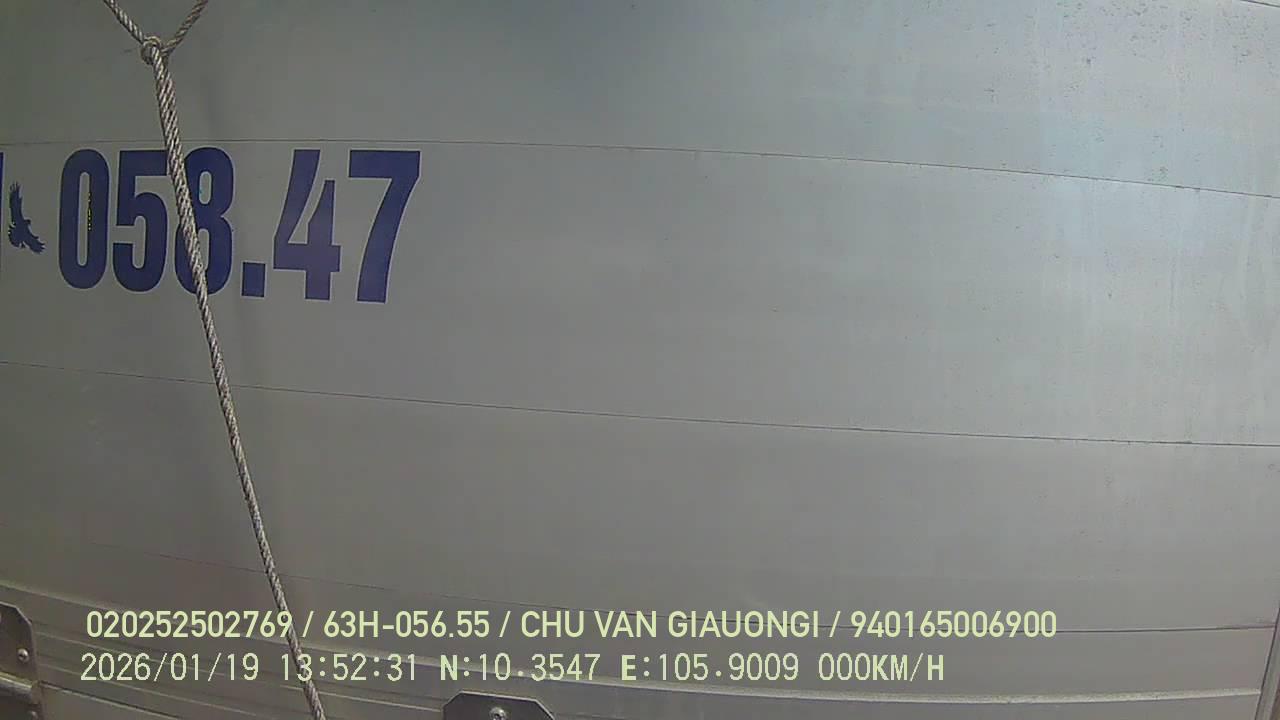 058.47
020252502769 / 63H-056.55 / CHU VAN GIAUONGI / 940165006900
2026/01/19 13:52:31 N:10.3547 E:105.9009 000KM/H